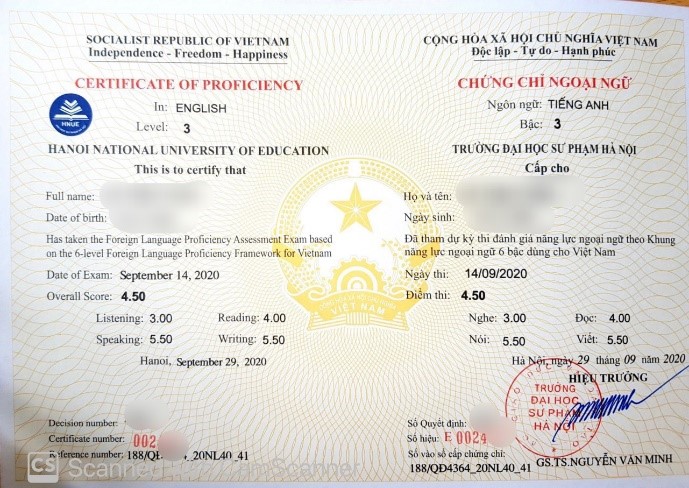 SOCIALIST REPUBLIC OF VIETNAM
Independence - Freedom - Happiness
CERTIFICATE OF PROFICIENCY
In: ENGLISH
Level: 3
HNUE
HANOI NATIONAL UNIVERSITY OF EDUCATION
This is to certify that
Full name:
Date of birth:
Has taken the Foreign Language Proficiency Assessment Exam based
on the 6-level Foreign Language Proficiency Framework for Vietnam
Date of Exam: September 14, 2020
Overall Score: 4.50
Listening: 3.00 Reading: 4.00
Speaking: 5.50 Writing: 5.50
Hanoi, September 29, 2020
Decision number:
Certificate number: 002
Reference number: 188/QĐ 20NL40_41
CỘNG HÒA XÃ HỘI CHỦ NGHĨA VIỆT NAM
Độc lập - Tự do - Hạnh phúc
CHỨNG CHỈ NGOẠI NGỮ
Ngôn ngữ: TIẾNG ANH
Bậc: 3
TRƯỜNG ĐẠI HỌC SƯ PHẠM HÀ NỘI
Cấp cho
Họ và tên:
Ngày sinh:
Đã tham dự kỳ thi đánh giá năng lực ngoại ngữ theo Khung
năng lực ngoại ngữ 6 bậc dùng cho Việt Nam
Ngày thi: 14/09/2020
Điểm thi: 4.50
Nghe: 3.00 Đọc: 4.00
Nói: 5.50 Viết: 5.50
Hà Nội, ngày 29 tháng 09 năm 2020
HIỆU TRƯỞNG
TRƯỜNG
ĐẠI HỌC
SƯ PHẠM
HÀ NỘI
Số Quyết định:
Số hiệu: E 0024
Số vào sổ cấp chứng chỉ:
188/QĐ4364_20NL40_41
GS.TS.NGUYỄN VĂN MINH
VIỆT NAM
CS Scanned CamScanner